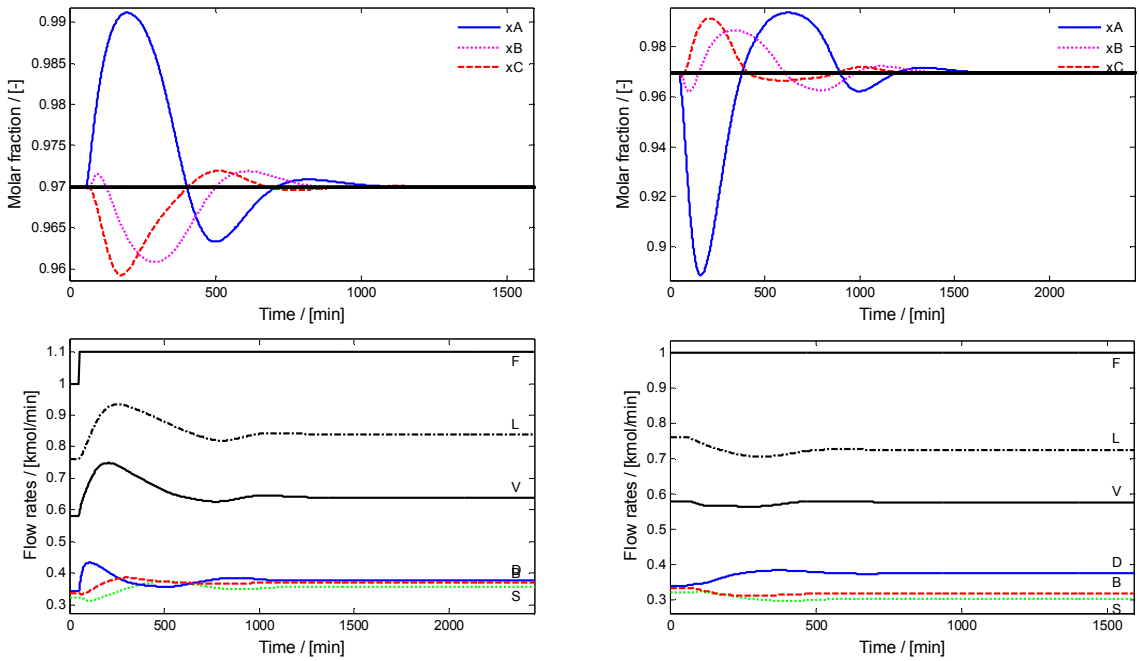 0.99
0.985
0.98
0.975
0.97
0.965
0.96
Molar fraction / [-]
xA
xB
xC
0 500 1000 1500
Time / [min]
0.98
0.96
0.94
0.92
0.9
Molar fraction / [-]
xA
xB
xC
0 500 1000 1500 2000
Time / [min]
1.1
1
0.9
0.8
0.7
0.6
0.5
0.4
0.3
Flow rates / [kmol/min]
F
L
V
D
B
S
0 500 1000 1500 2000
Time / [min]
1
0.9
0.8
0.7
0.6
0.5
0.4
0.3
Flow rates / [kmol/min]
F
L
V
D
B
S
0 500 1000 1500
Time / [min]